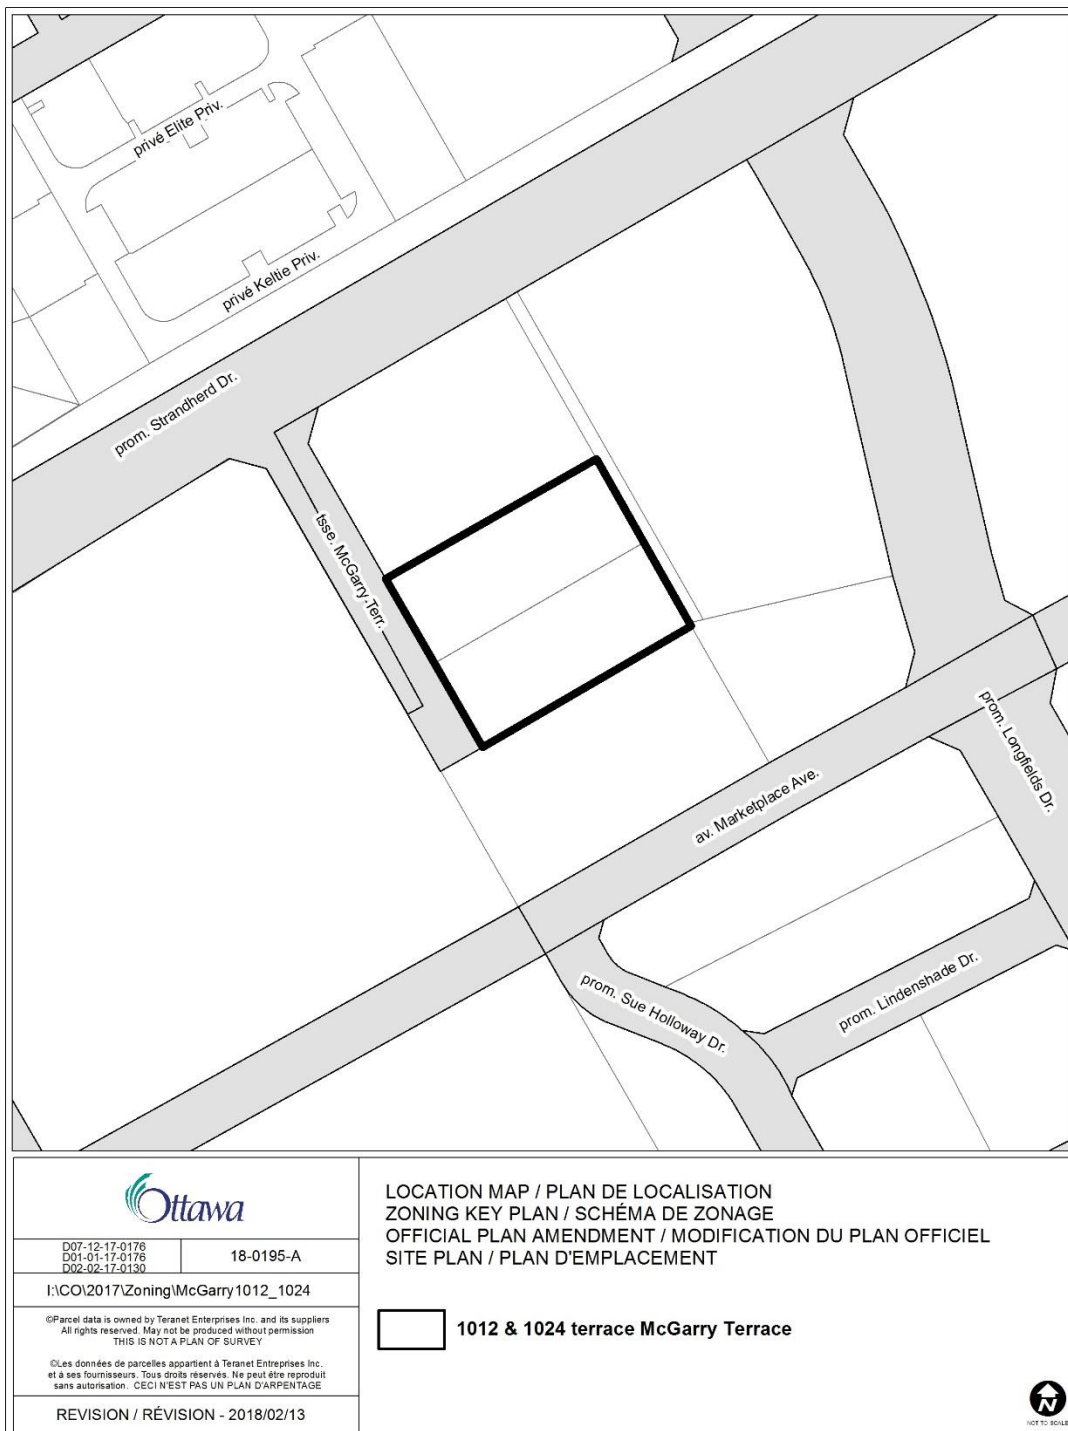 privé Elite Priv.
privé Keltie Priv.
prom. Strandherd Dr.
tsse. McGarry Terr.
prom. Longfields Dr.
av. Marketplace Ave.
prom. Sue Holloway Dr.
prom. Lindenshade Dr.
Ottawa
D07-12-17-0176
D01-01-17-0176
D02-02-17-0130
18-0195-A
I:\CO\2017\Zoning\McGarry1012_1024
©Parcel data is owned by Teranet Enterprises Inc. and its suppliers
All rights reserved. May not be produced without permission
THIS IS NOT A PLAN OF SURVEY
©Les données de parcelles appartient à Teranet Entreprises Inc.
et à ses fournisseurs. Tous droits réservés. Ne peut être reproduit
sans autorisation. CECI N'EST PAS UN PLAN D'ARPENTAGE
REVISION / RÉVISION - 2018/02/13
LOCATION MAP / PLAN DE LOCALISATION
ZONING KEY PLAN / SCHÉMA DE ZONAGE
OFFICIAL PLAN AMENDMENT / MODIFICATION DU PLAN OFFICIEL
SITE PLAN / PLAN D'EMPLACEMENT
1012 & 1024 terrace McGarry Terrace
N
NOT TO SCALE